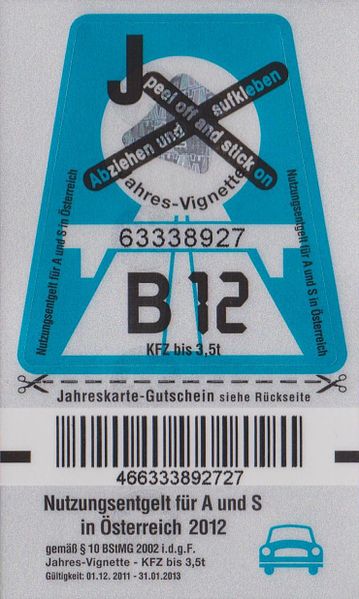 J
Abziehen und aufkleben
peel off and stick on
Jahres-Vignette
Nutzungsentgelt für A und S in Österreich
Nutzungsentgelt für A und S in Österreich
63338927
B 12
KFZ bis 3,5t
Jahreskarte-Gutschein siehe Rückseite
466333892727
Nutzungsentgelt für A und S
in Österreich 2012
gemäß § 10 BStMG 2002 i.d.g.F.
Jahres-Vignette - KFZ bis 3,5t
Gültigkeit: 01.12. 2011 - 31.01.2013